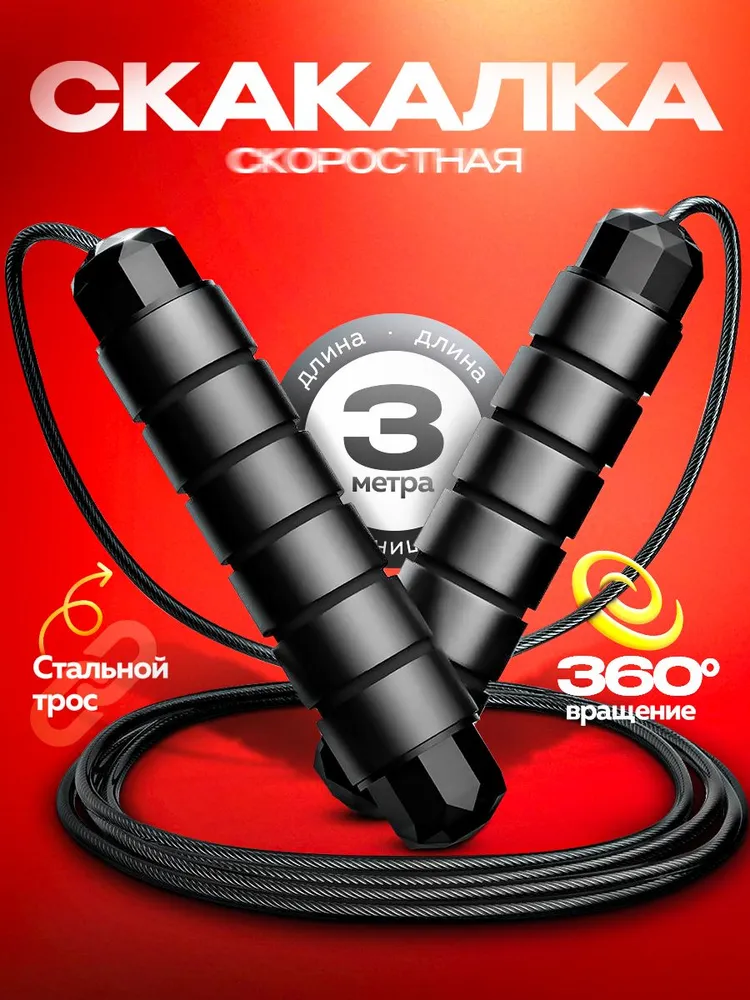 СКАКАЛКА
СКОРОСТНАЯ
длина · длина
3
метра
Стальной
трос
360°
вращение